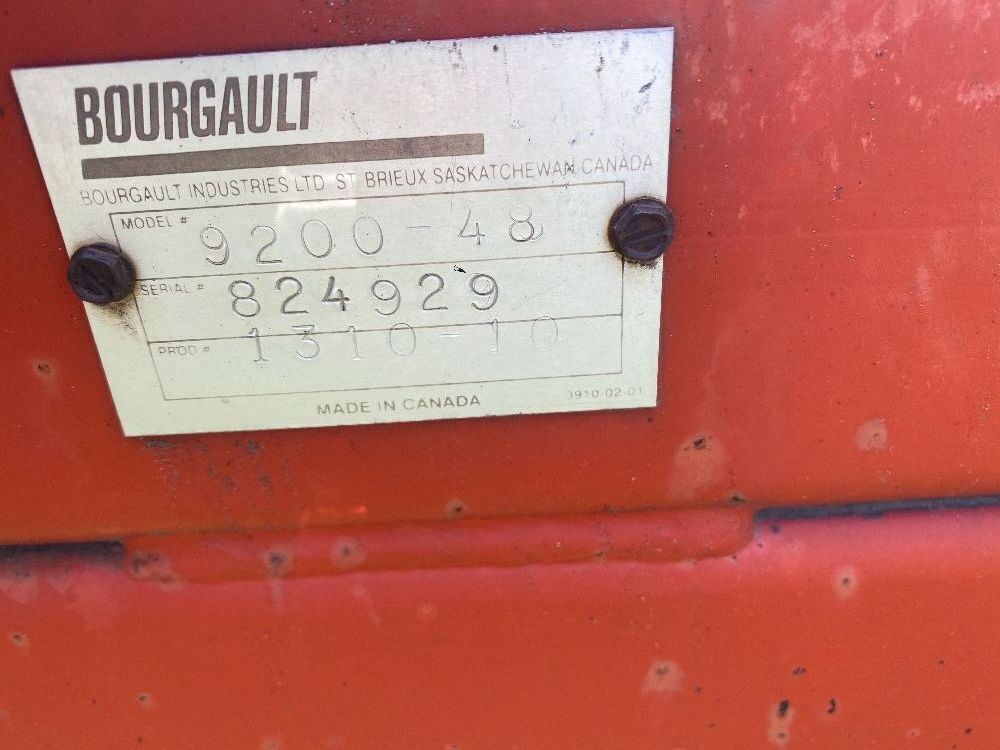 BOURGAULT
BOURGAULT INDUSTRIES LTD ST BRIEUX SASKATCHEWAN, CANADA
MODEL # 9200-48
SERIAL # 824929
PROD # 1310-10
MADE IN CANADA 3910-02-01